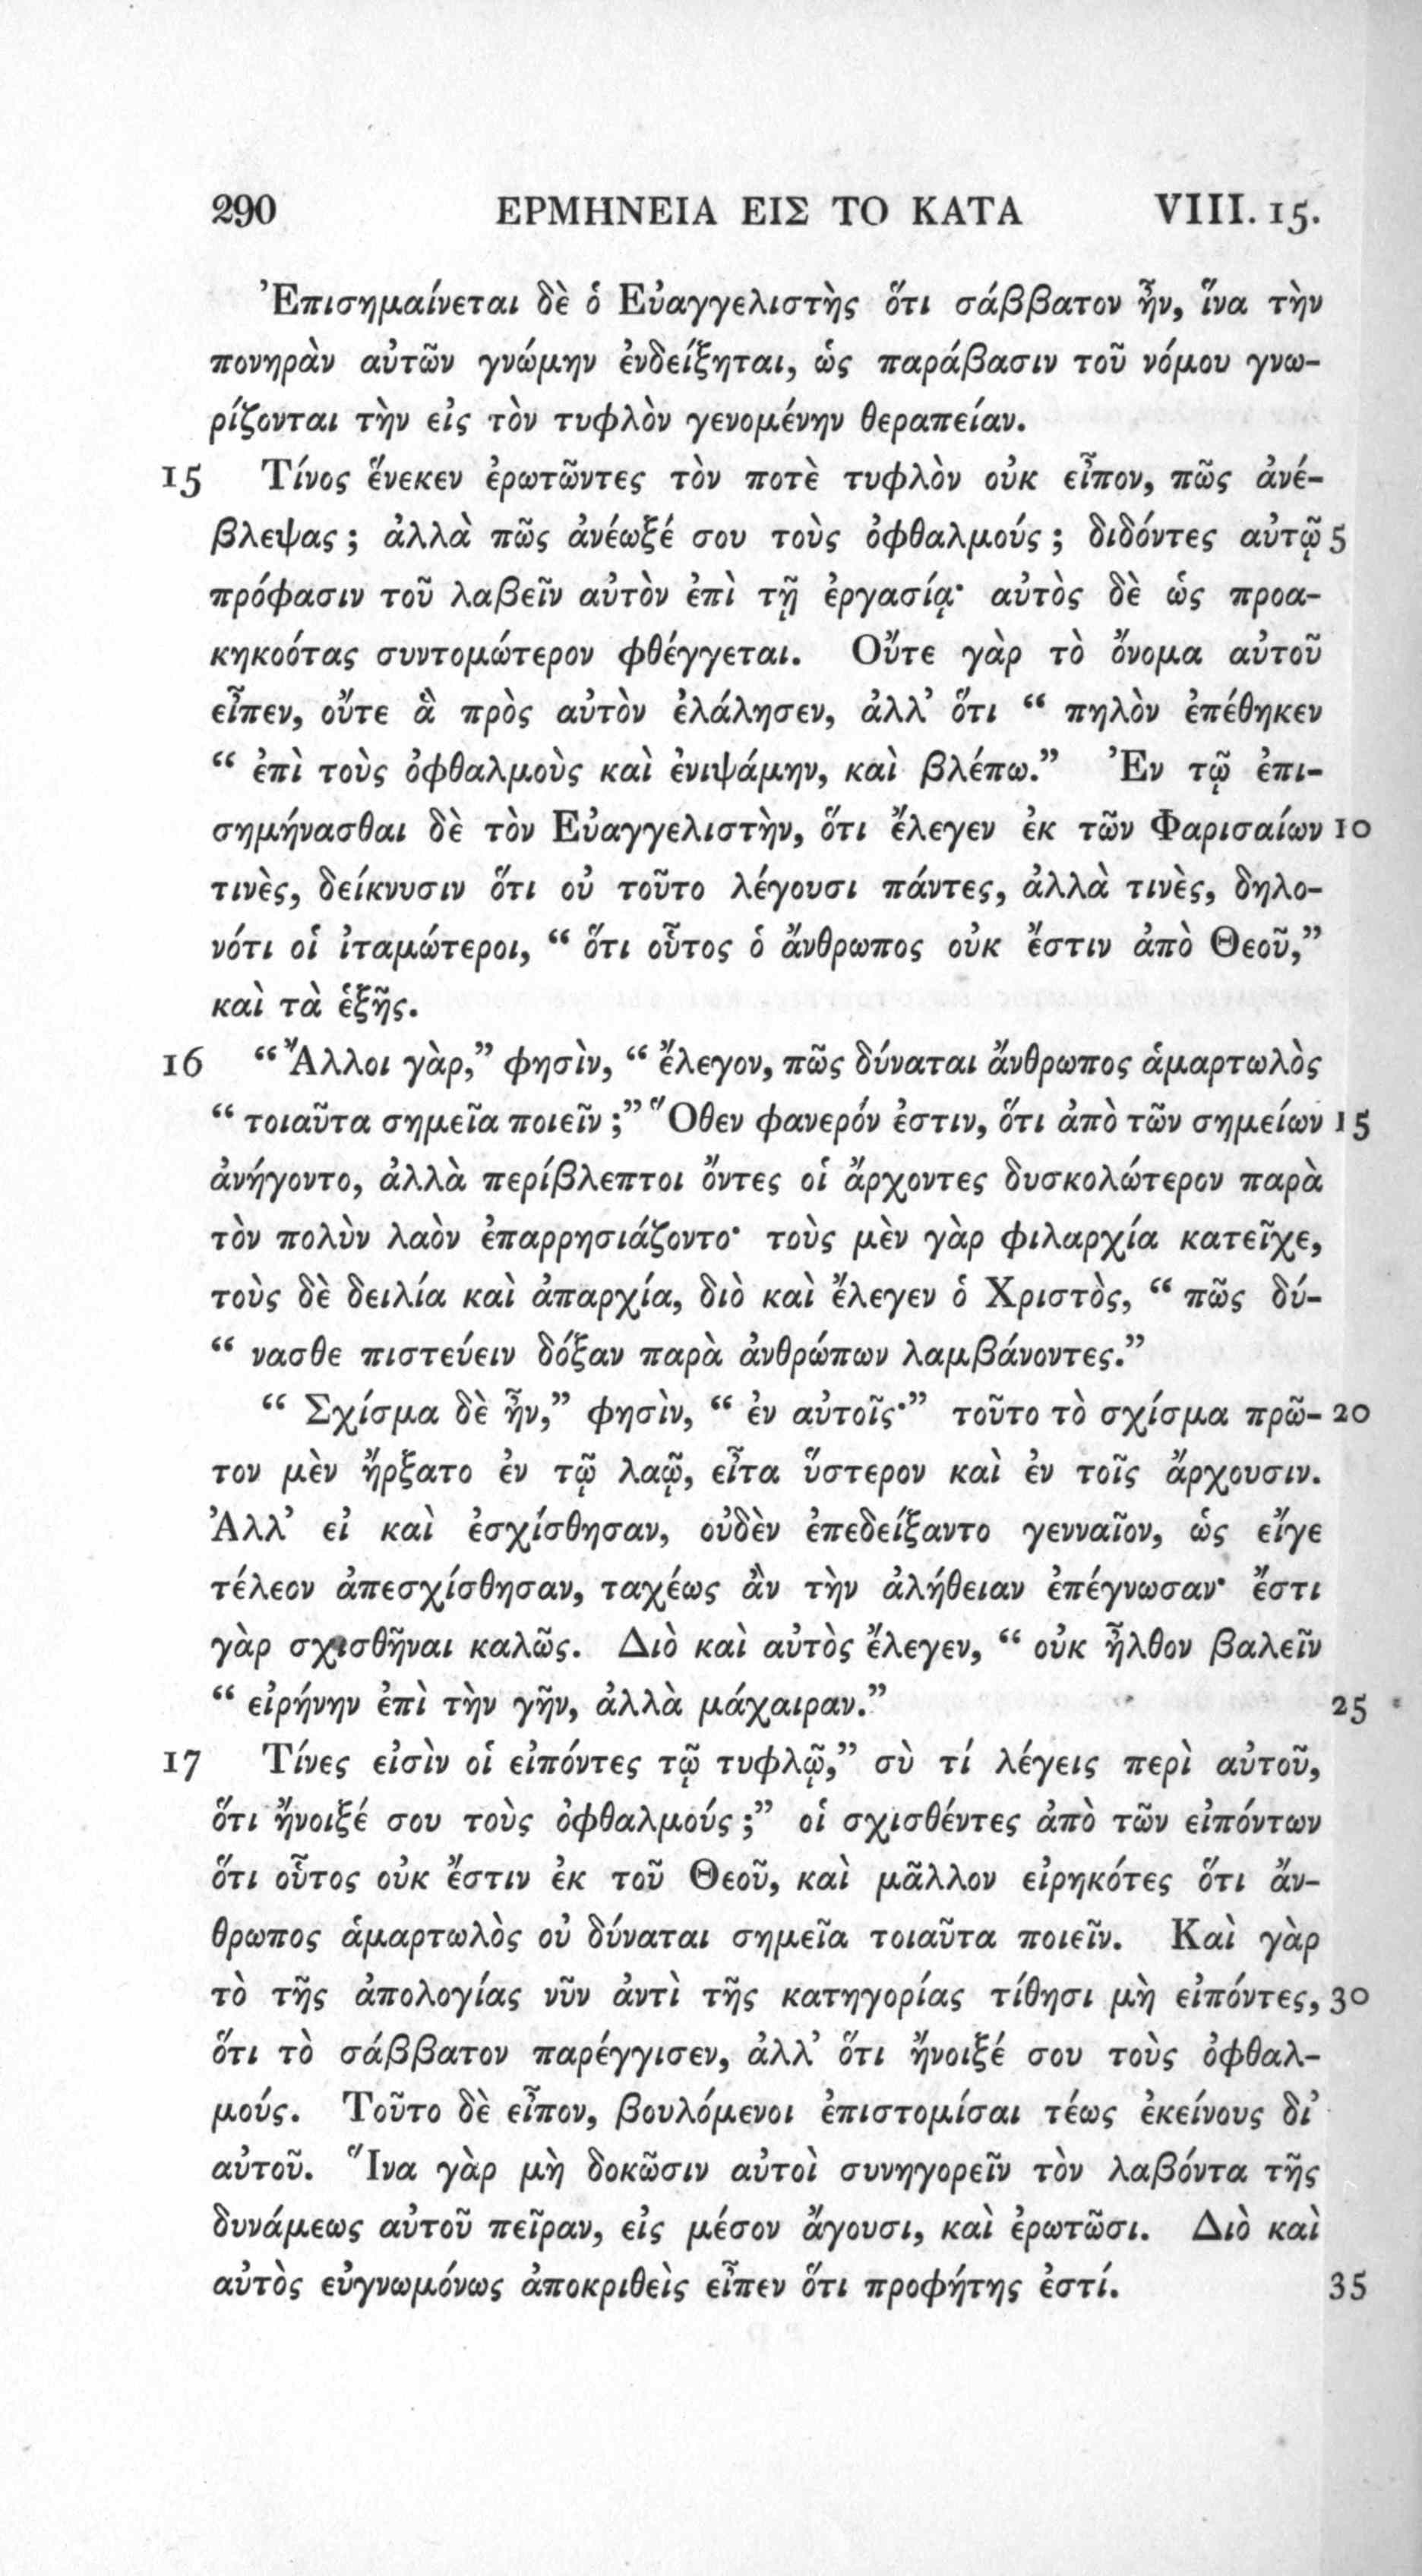 290 ΕΡΜΗΝΕΙΑ ΕΙΣ ΤΟ ΚΑΤΑ VIII. 15.
Ἐπισημαίνεται δὲ ὁ Εὐαγγελιστὴς ὅτι σάββατον ἦν, ἵνα τὴν
πονηρὰν αὐτῶν γνώμην ἐνδείξηται, ὡς παράβασιν τοῦ νόμου γνω-
ρίζονται τὴν εἰς τὸν τυφλὸν γενομένην θεραπείαν.
15 Τίνος ἕνεκεν ἐρωτῶντες τὸν ποτὲ τυφλὸν οὐκ εἶπον, πῶς ἀνέ-
βλεψας; ἀλλὰ πῶς ἀνέωξέ σου τοὺς ὀφθαλμούς; διδόντες αὐτῷ 5
πρόφασιν τοῦ λαβεῖν αὐτὸν ἐπὶ τῇ ἐργασίᾳ· αὐτὸς δὲ ὡς προα-
κηκοότας συντομώτερον φθέγγεται. Οὔτε γὰρ τὸ ὄνομα αὐτοῦ
εἶπεν, οὔτε ἃ πρὸς αὐτὸν ἐλάλησεν, ἀλλ’ ὅτι “ πηλὸν ἐπέθηκεν
“ ἐπὶ τοὺς ὀφθαλμοὺς καὶ ἐνιψάμην, καὶ βλέπω.” Ἐν τῷ ἐπι-
σημήνασθαι δὲ τὸν Εὐαγγελιστὴν, ὅτι ἔλεγεν ἐκ τῶν Φαρισαίων 10
τινὲς, δείκνυσιν ὅτι οὐ τοῦτο λέγουσι πάντες, ἀλλὰ τινὲς, δηλο-
νότι οἱ ἰταμώτεροι, “ ὅτι οὗτος ὁ ἄνθρωπος οὐκ ἔστιν ἀπὸ Θεοῦ,”
καὶ τὰ ἑξῆς.
16 “ Ἄλλοι γὰρ,” φησὶν, “ ἔλεγον, πῶς δύναται ἄνθρωπος ἁμαρτωλὸς
“ τοιαῦτα σημεῖα ποιεῖν;” Ὅθεν φανερόν ἐστιν, ὅτι ἀπὸ τῶν σημείων 15
ἀνήγοντο, ἀλλὰ περίβλεπτοι ὄντες οἱ ἄρχοντες δυσκολώτερον παρὰ
τὸν πολὺν λαὸν ἐπαρρησιάζοντο· τοὺς μὲν γὰρ φιλαρχία κατεῖχε,
τοὺς δὲ δειλία καὶ ἀπαρχία, διὸ καὶ ἔλεγεν ὁ Χριστὸς, “ πῶς δύ-
“ νασθε πιστεύειν δόξαν παρὰ ἀνθρώπων λαμβάνοντες.”
“ Σχίσμα δὲ ἦν,” φησὶν, “ ἐν αὐτοῖς·” τοῦτο τὸ σχίσμα πρῶ- 20
τον μὲν ἤρξατο ἐν τῷ λαῷ, εἶτα ὕστερον καὶ ἐν τοῖς ἄρχουσιν.
Ἀλλ’ εἰ καὶ ἐσχίσθησαν, οὐδὲν ἐπεδείξαντο γενναῖον, ὡς εἴγε
τέλεον ἀπεσχίσθησαν, ταχέως ἂν τὴν ἀλήθειαν ἐπέγνωσαν· ἔστι
γὰρ σχισθῆναι καλῶς. Διὸ καὶ αὐτὸς ἔλεγεν, “ οὐκ ἦλθον βαλεῖν
“ εἰρήνην ἐπὶ τὴν γῆν, ἀλλὰ μάχαιραν.” 25
17 Τίνες εἰσὶν οἱ εἰπόντες τῷ τυφλῷ,” σὺ τί λέγεις περὶ αὐτοῦ,
ὅτι ἤνοιξέ σου τοὺς ὀφθαλμούς;” οἱ σχισθέντες ἀπὸ τῶν εἰπόντων
ὅτι οὗτος οὐκ ἔστιν ἐκ τοῦ Θεοῦ, καὶ μᾶλλον εἰρηκότες ὅτι ἄν-
θρωπος ἁμαρτωλὸς οὐ δύναται σημεῖα τοιαῦτα ποιεῖν. Καὶ γὰρ
τὸ τῆς ἀπολογίας νῦν ἀντὶ τῆς κατηγορίας τίθησι μὴ εἰπόντες, 30
ὅτι τὸ σάββατον παρέγγισεν, ἀλλ’ ὅτι ἤνοιξέ σου τοὺς ὀφθαλ-
μούς. Τοῦτο δὲ εἶπον, βουλόμενοι ἐπιστομίσαι τέως ἐκείνους δι’
αὐτοῦ. Ἵνα γὰρ μὴ δοκῶσιν αὐτοὶ συνηγορεῖν τὸν λαβόντα τῆς
δυνάμεως αὐτοῦ πεῖραν, εἰς μέσον ἄγουσι, καὶ ἐρωτῶσι. Διὸ καὶ
αὐτὸς εὐγνωμόνως ἀποκριθεὶς εἶπεν ὅτι προφήτης ἐστί. 35